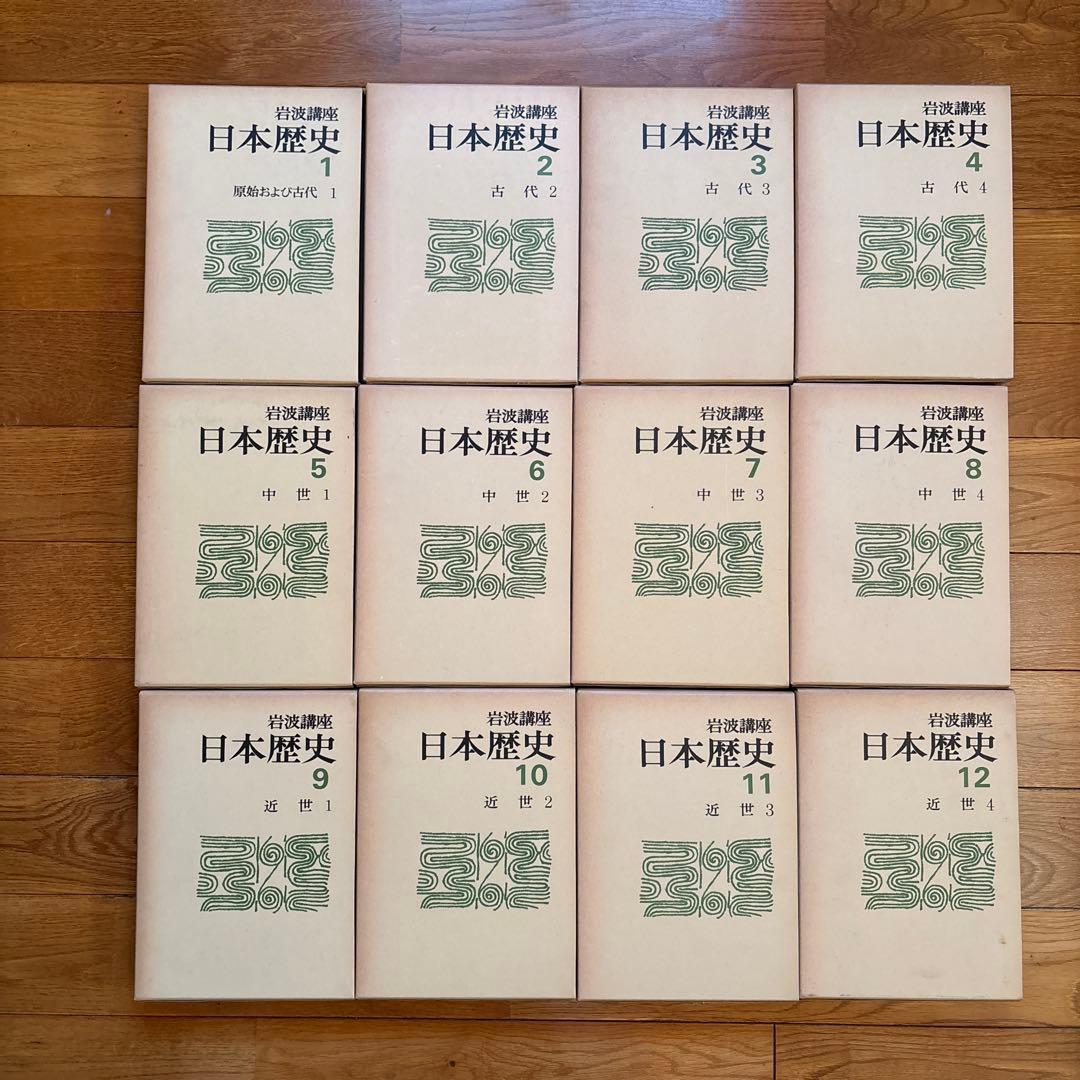 岩波講座
日本歴史
1
原始および古代 1
岩波講座
日本歴史
2
古代 2
岩波講座
日本歴史
3
古代 3
岩波講座
日本歴史
4
古代 4
岩波講座
日本歴史
5
中世 1
岩波講座
日本歴史
6
中世 2
岩波講座
日本歴史
7
中世 3
岩波講座
日本歴史
8
中世 4
岩波講座
日本歴史
9
近世 1
岩波講座
日本歴史
10
近世 2
岩波講座
日本歴史
11
近世 3
岩波講座
日本歴史
12
近世 4